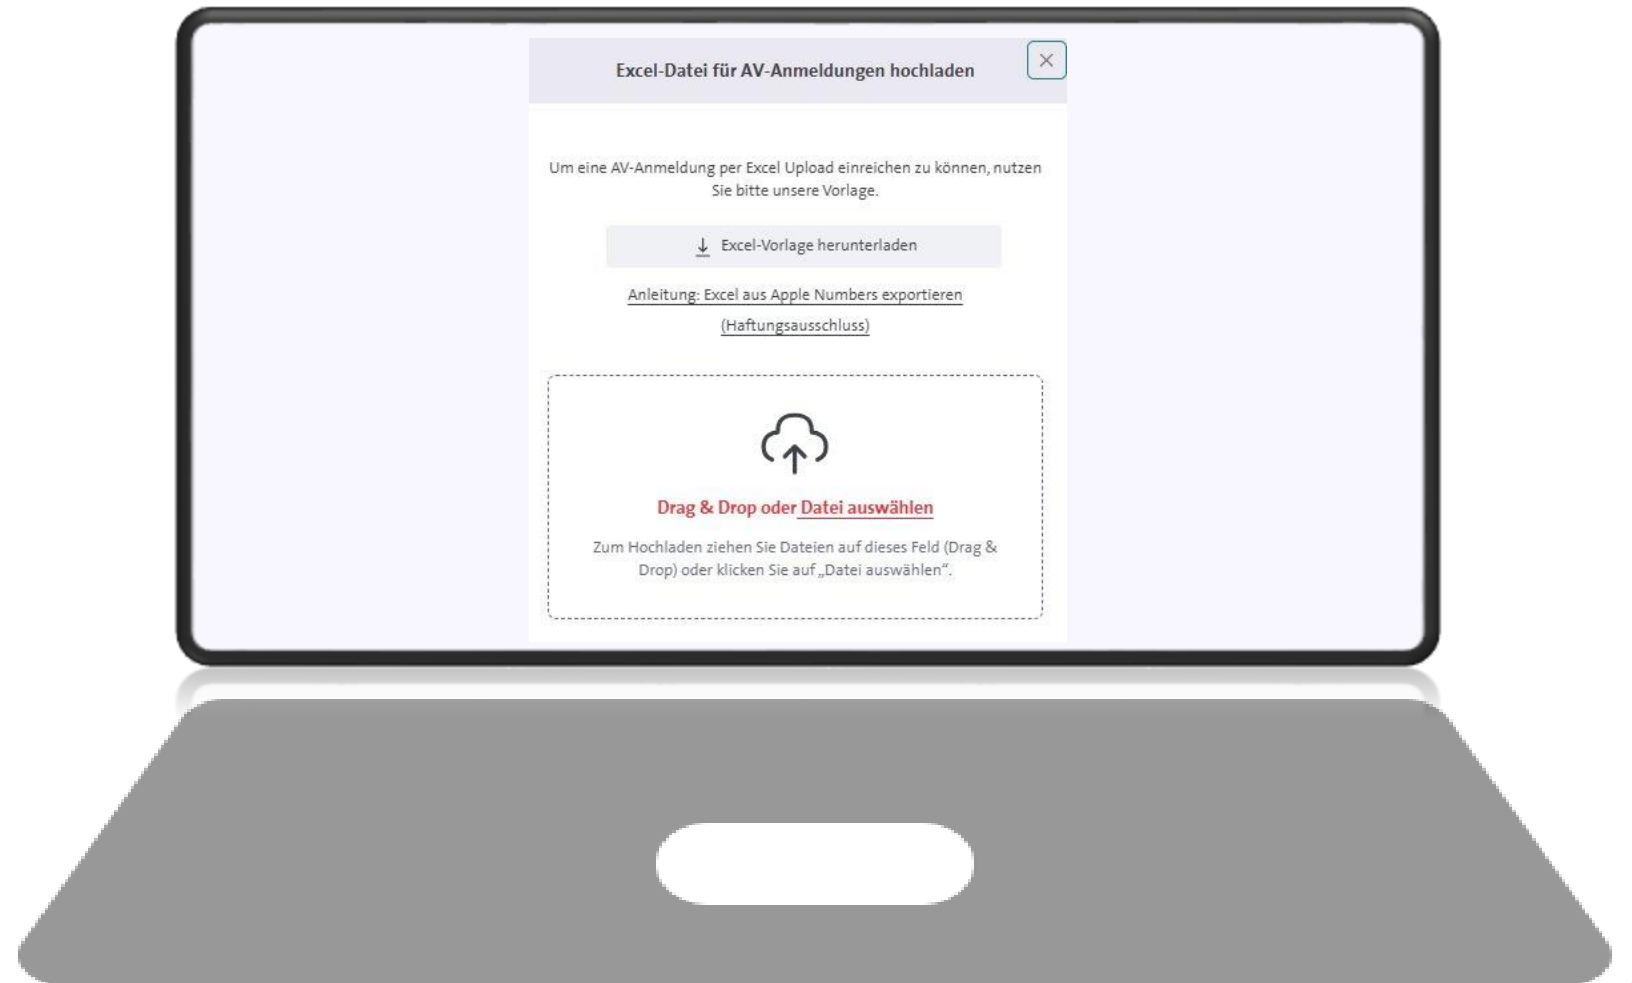 Excel-Datei für AV-Anmeldungen hochladen
Um eine AV-Anmeldung per Excel Upload einreichen zu können, nutzen
Sie bitte unsere Vorlage.
Excel-Vorlage herunterladen
Anleitung: Excel aus Apple Numbers exportieren
(Haftungsausschluss)
Drag & Drop oder Datei auswählen
Zum Hochladen ziehen Sie Dateien auf dieses Feld (Drag &
Drop) oder klicken Sie auf „Datei auswählen“.